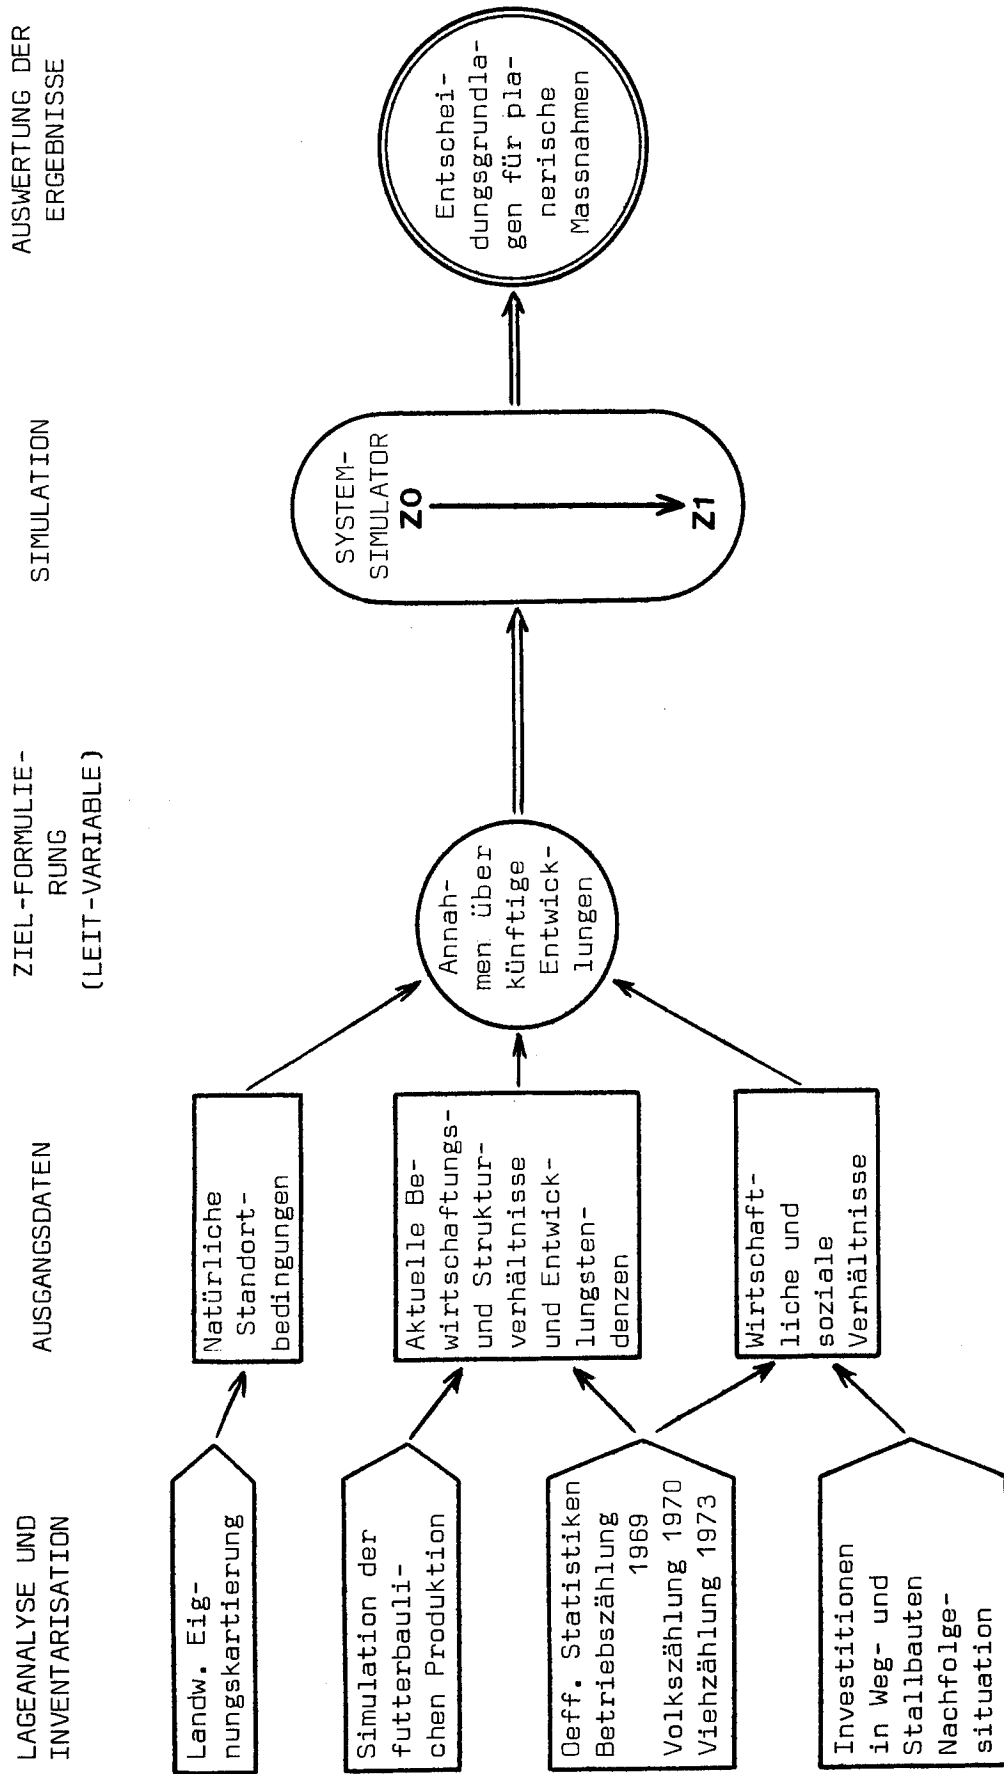 LAGEANALYSE UND
INVENTARISATION
AUSGANGSDATEN
ZIEL-FORMULIE-
RUNG
(LEIT-VARIABLE)
SIMULATION
AUSWERTUNG DER
ERGEBNISSE
Landw. Eig-
nungskartierung
Simulation der
futterbauli-
chen Produktion
Oeff. Statistiken
Betriebszählung
1969
Volkszählung 1970
Viehzählung 1973
Investitionen
in Weg- und
Stallbauten
Nachfolge-
situation
Natürliche
Standort-
bedingungen
Aktuelle Be-
wirtschaftungs-
und Struktur-
verhältnisse
und Entwick-
lungsten-
denzen
Wirtschaft-
liche und
soziale
Verhältnisse
Annah-
men über
künftige
Entwick-
lungen
SYSTEM-
SIMULATOR
Z0
Z1
Entschei-
dungsgrundla-
gen für pla-
nerische
Massnahmen